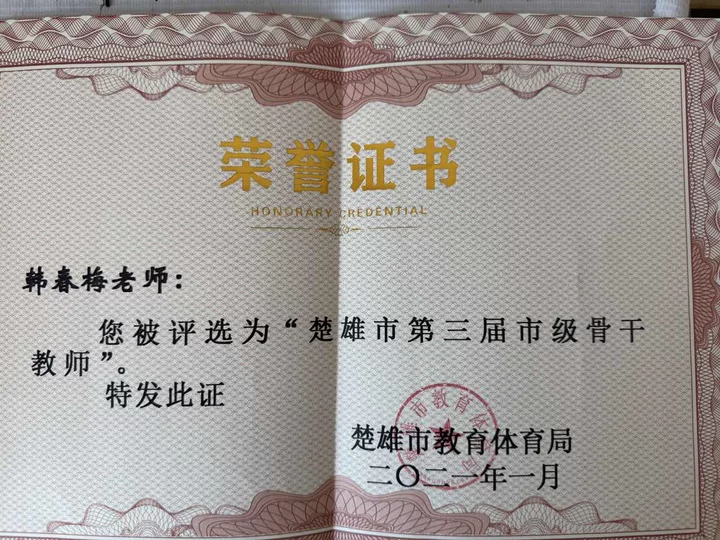 荣誉证书
HONORARY CREDENTIAL
韩春梅老师：
您被评选为“楚雄市第三届市级骨干
教师”。
特发此证
楚雄市教育体育局
二〇二一年一月